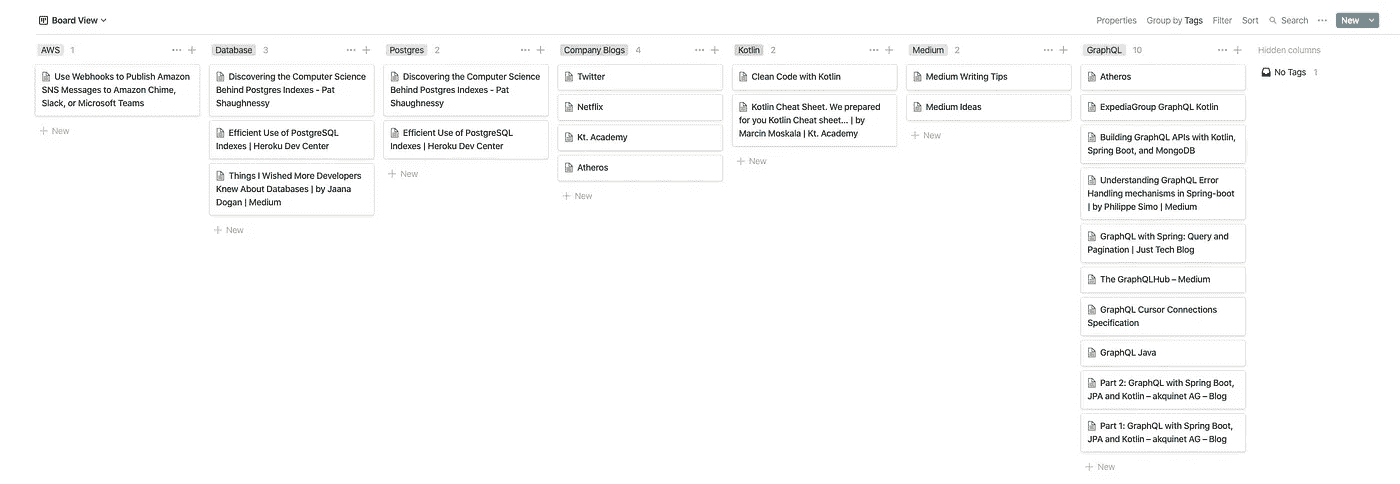 Board View
Properties Group by Tags Filter Sort Search ··· New
AWS 1
Use Webhooks to Publish Amazon
SNS Messages to Amazon Chime,
Slack, or Microsoft Teams
+ New
Database 3
Discovering the Computer Science
Behind Postgres Indexes - Pat
Shaughnessy
Efficient Use of PostgreSQL
Indexes | Heroku Dev Center
Things I Wished More Developers
Knew About Databases | by Jaana
Dogan | Medium
+ New
Postgres 2
Discovering the Computer Science
Behind Postgres Indexes - Pat
Shaughnessy
Efficient Use of PostgreSQL
Indexes | Heroku Dev Center
+ New
Company Blogs 4
Twitter
Netflix
Kt. Academy
Atheros
+ New
Kotlin 2
Clean Code with Kotlin
Kotlin Cheat Sheet. We prepared
for you Kotlin Cheat sheet... | by
Marcin Moskala | Kt. Academy
+ New
Medium 2
Medium Writing Tips
Medium Ideas
+ New
GraphQL 10
Atheros
ExpediaGroup GraphQL Kotlin
Building GraphQL APIs with Kotlin,
Spring Boot, and MongoDB
Understanding GraphQL Error
Handling mechanisms in Spring-boot
| by Philippe Simo | Medium
GraphQL with Spring: Query and
Pagination | Just Tech Blog
The GraphQLHub – Medium
GraphQL Cursor Connections
Specification
GraphQL Java
Part 2: GraphQL with Spring Boot,
JPA and Kotlin – akquinet AG – Blog
Part 1: GraphQL with Spring Boot,
JPA and Kotlin – akquinet AG – Blog
+ New
Hidden columns
No Tags 1